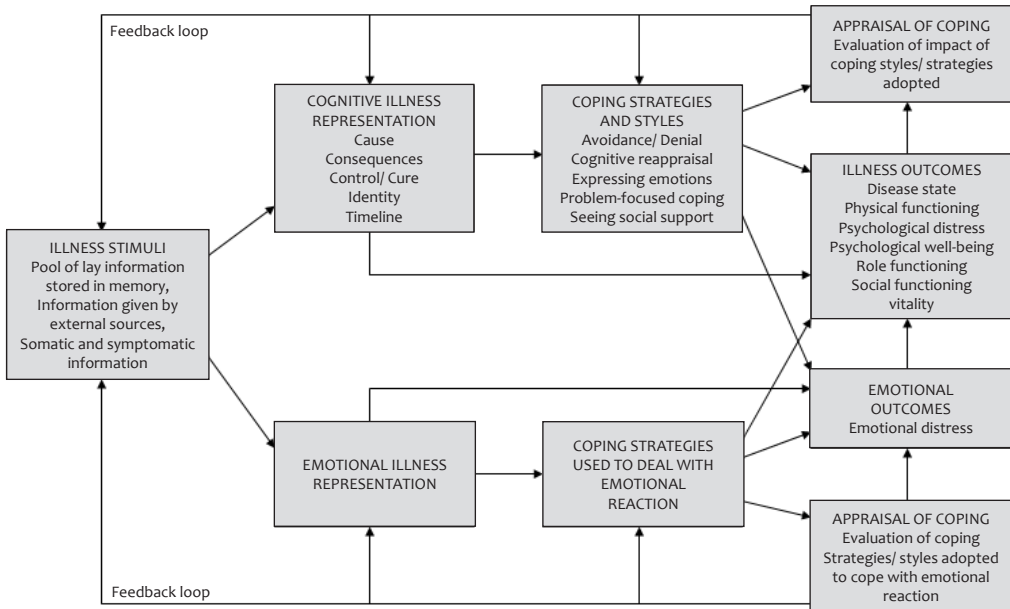 Feedback loop
APPRAISAL OF COPING
Evaluation of impact of
coping styles/ strategies
adopted
COGNITIVE ILLNESS
REPRESENTATION
Cause
Consequences
Control/ Cure
Identity
Timeline
COPING STRATEGIES
AND STYLES
Avoidance/ Denial
Cognitive reappraisal
Expressing emotions
Problem-focused coping
Seeing social support
ILLNESS OUTCOMES
Disease state
Physical functioning
Psychological distress
Psychological well-being
Role functioning
Social functioning
vitality
ILLNESS STIMULI
Pool of lay information
stored in memory,
Information given by
external sources,
Somatic and symptomatic
information
EMOTIONAL
OUTCOMES
Emotional distress
EMOTIONAL ILLNESS
REPRESENTATION
COPING STRATEGIES
USED TO DEAL WITH
EMOTIONAL
REACTION
APPRAISAL OF COPING
Evaluation of coping
Strategies/ styles adopted
to cope with emotional
reaction
Feedback loop